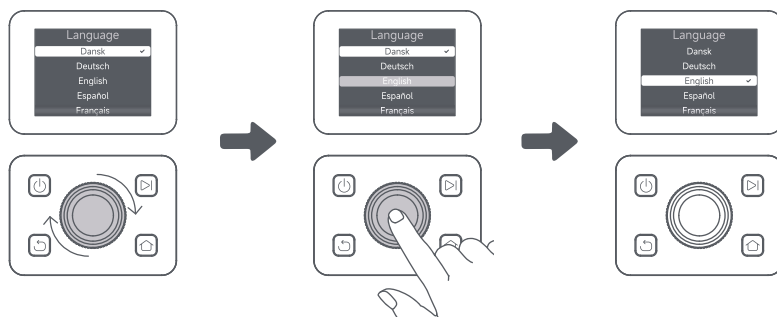 Language
Dansk
Deutsch
English
Español
Français
Language
Dansk
Deutsch
English
Español
Français
Language
Dansk
Deutsch
English
Español
Français